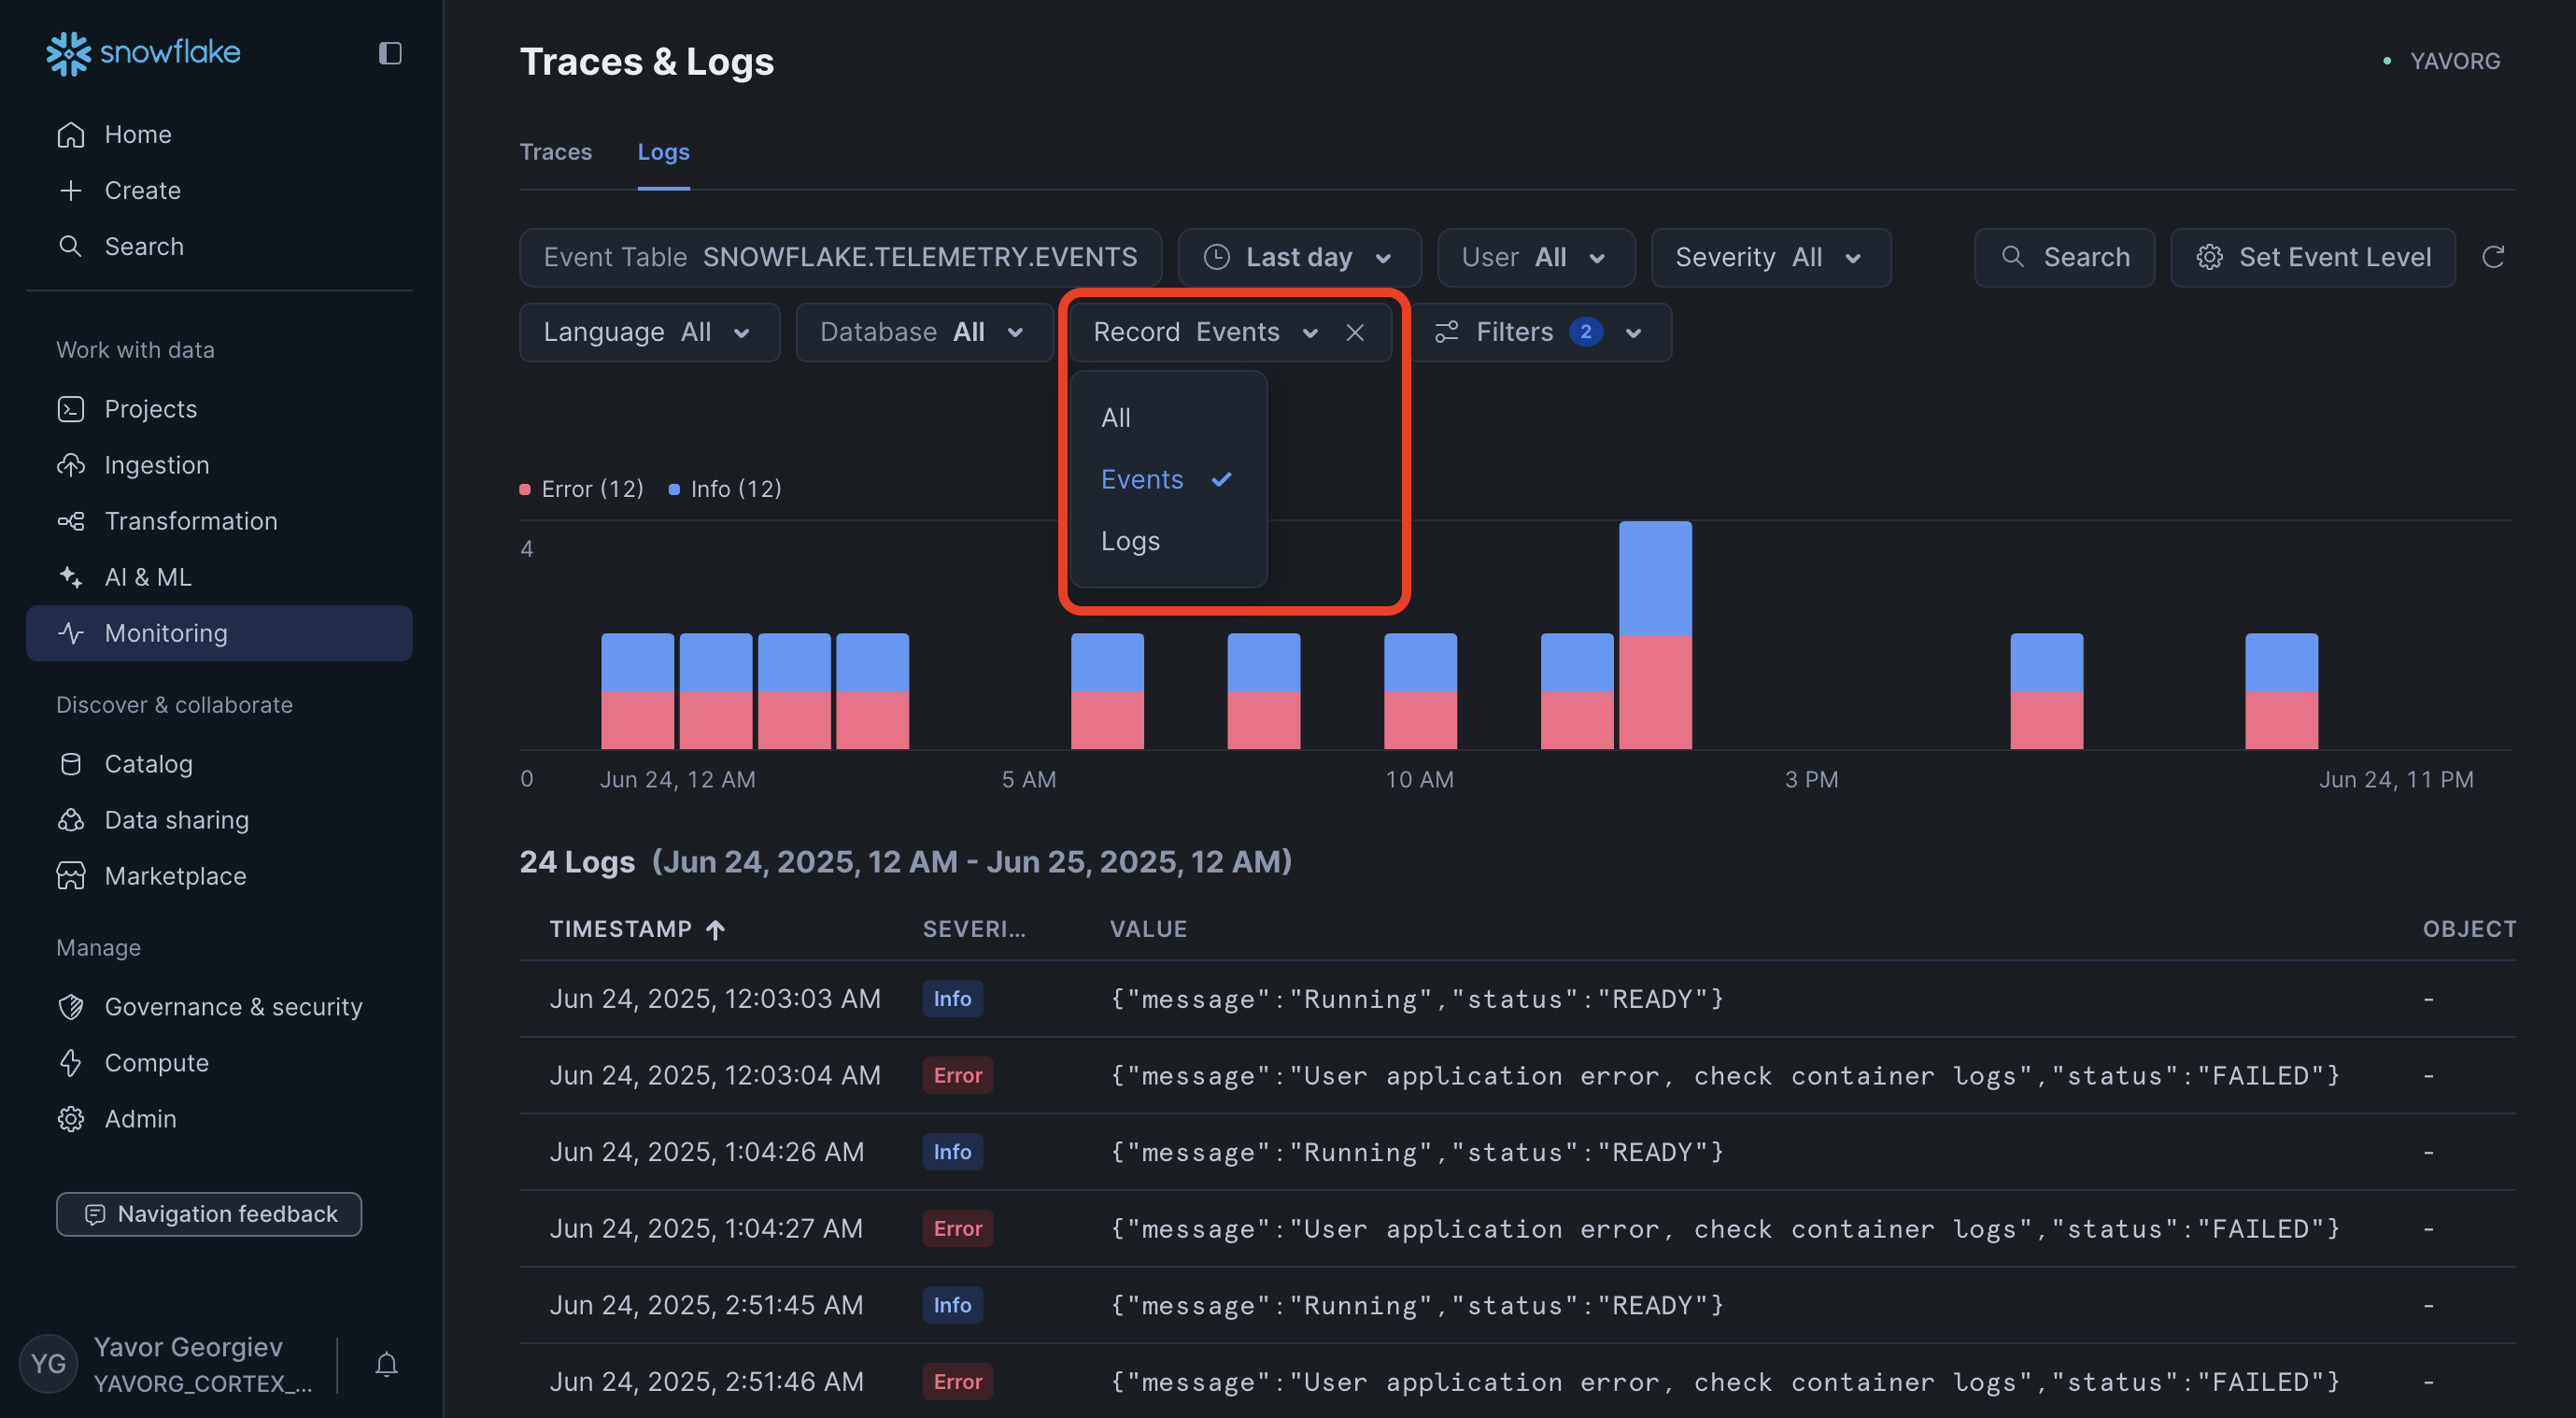 snowflake
Home
Create
Search
Work with data
Projects
Ingestion
Transformation
AI & ML
Monitoring
Discover & collaborate
Catalog
Data sharing
Marketplace
Manage
Governance & security
Compute
Admin
Navigation feedback
YG
Yavor Georgiev
YAVORG_CORTEX_...
Traces & Logs
YAVORG
Traces Logs
Event Table SNOWFLAKE.TELEMETRY.EVENTS Last day User All Severity All Search Set Event Level
Language All Database All Record Events Filters 2
All
Events
Logs
Error (12) Info (12)
4
0 Jun 24, 12 AM 5 AM 10 AM 3 PM Jun 24, 11 PM
24 Logs (Jun 24, 2025, 12 AM - Jun 25, 2025, 12 AM)
TIMESTAMP SEVERI... VALUE OBJECT
Jun 24, 2025, 12:03:03 AM Info {"message":"Running","status":"READY"} -
Jun 24, 2025, 12:03:04 AM Error {"message":"User application error, check container logs","status":"FAILED"} -
Jun 24, 2025, 1:04:26 AM Info {"message":"Running","status":"READY"} -
Jun 24, 2025, 1:04:27 AM Error {"message":"User application error, check container logs","status":"FAILED"} -
Jun 24, 2025, 2:51:45 AM Info {"message":"Running","status":"READY"} -
Jun 24, 2025, 2:51:46 AM Error {"message":"User application error, check container logs","status":"FAILED"} -